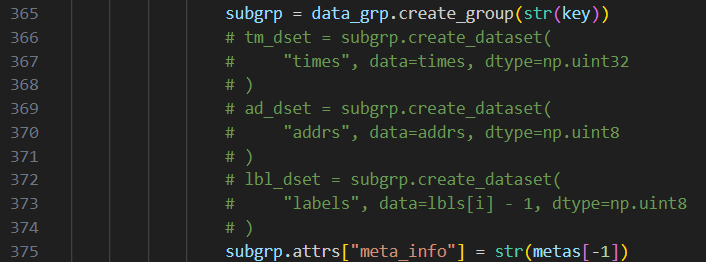 365 subgrp = data_grp.create_group(str(key))
366 # tm_dset = subgrp.create_dataset(
367 #     "times", data=times, dtype=np.uint32
368 # )
369 # ad_dset = subgrp.create_dataset(
370 #     "addrs", data=addrs, dtype=np.uint8
371 # )
372 # lbl_dset = subgrp.create_dataset(
373 #     "labels", data=lbls[i] - 1, dtype=np.uint8
374 # )
375 subgrp.attrs["meta_info"] = str(metas[-1])